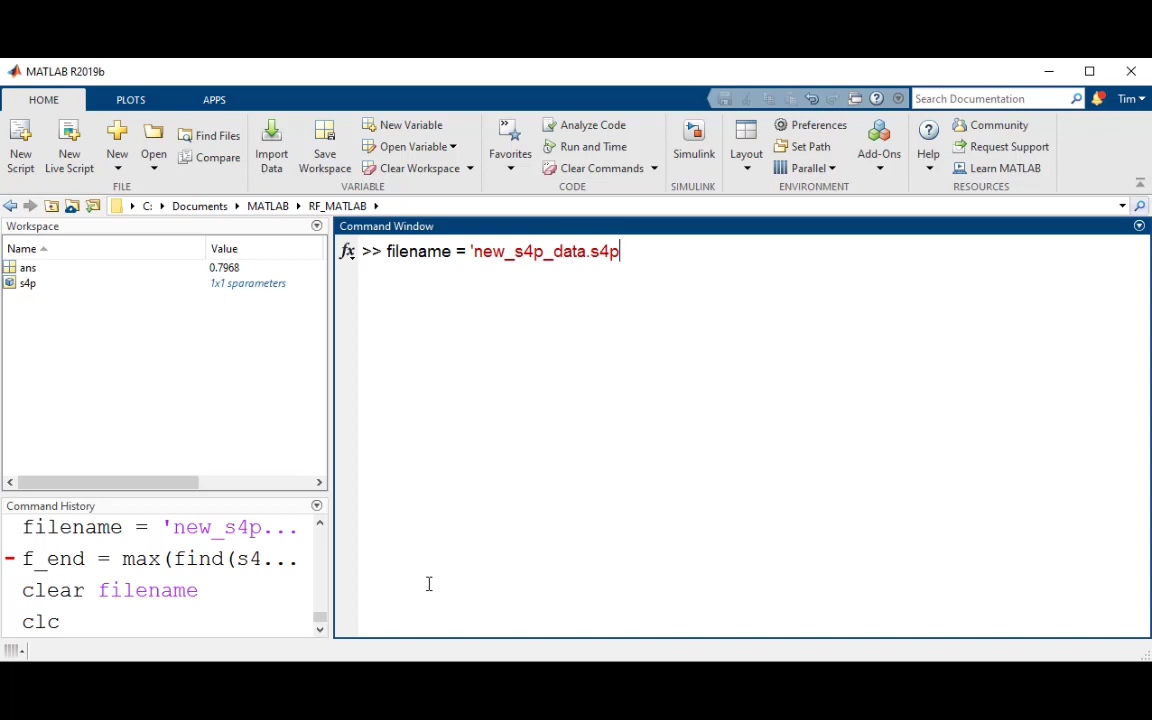 MATLAB R2019b
HOME PLOTS APPS Search Documentation Tim
New Script
New Live Script
New
Open
Find Files
Compare
FILE
Import Data
Save Workspace
New Variable
Open Variable
Clear Workspace
VARIABLE
Favorites
Analyze Code
Run and Time
Clear Commands
CODE
Simulink
SIMULINK
Layout
Preferences
Set Path
Parallel
Add-Ons
ENVIRONMENT
Help
Community
Request Support
Learn MATLAB
RESOURCES
C: Documents MATLAB RF_MATLAB
Workspace
Name Value
ans 0.7968
s4p 1x1 sparameters
Command History
filename = 'new_s4p...
f_end = max(find(s4...
clear filename
clc
Command Window
fx >> filename = 'new_s4p_data.s4p